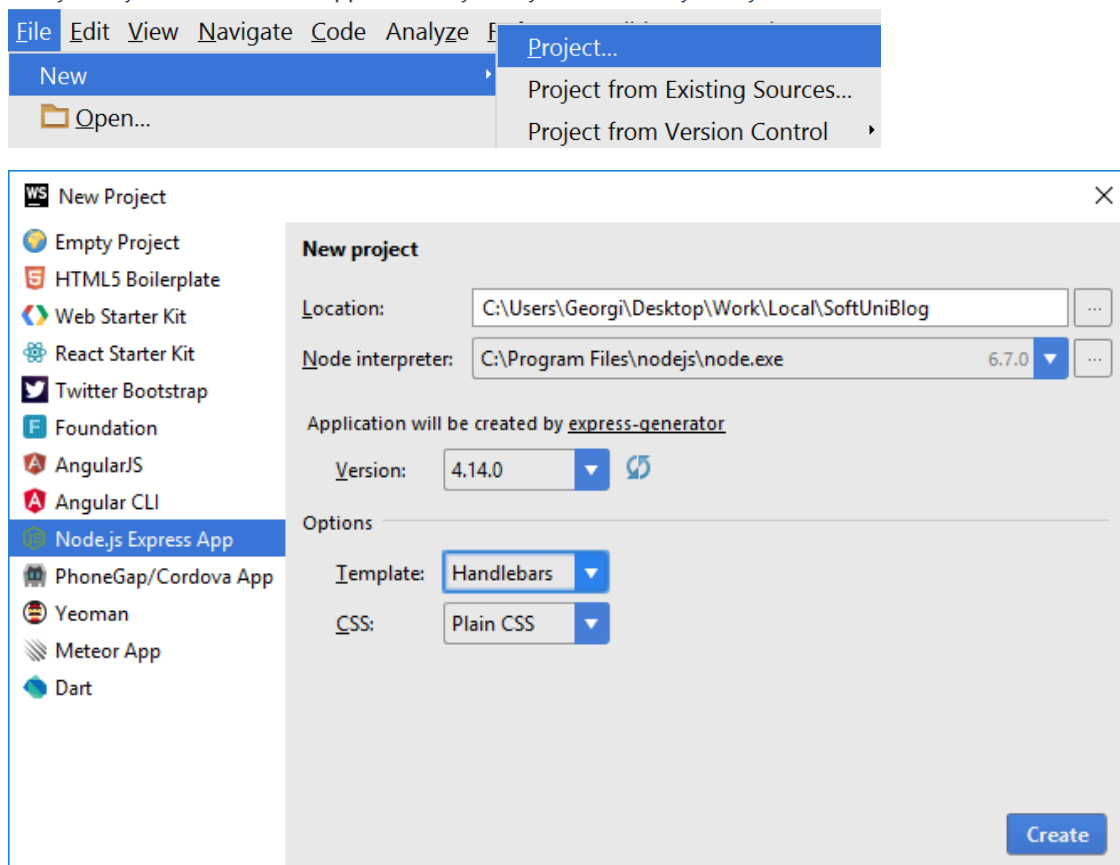 File Edit View Navigate Code Analyze
Project...
New
Project from Existing Sources...
Open...
Project from Version Control
WS New Project
Empty Project
HTML5 Boilerplate
Web Starter Kit
React Starter Kit
Twitter Bootstrap
Foundation
AngularJS
Angular CLI
Node.js Express App
PhoneGap/Cordova App
Yeoman
Meteor App
Dart
New project
Location: C:\Users\Georgi\Desktop\Work\Local\SoftUniBlog ...
Node interpreter: C:\Program Files\nodejs\node.exe 6.7.0 ...
Application will be created by express-generator
Version: 4.14.0
Options
Template: Handlebars
CSS: Plain CSS
Create